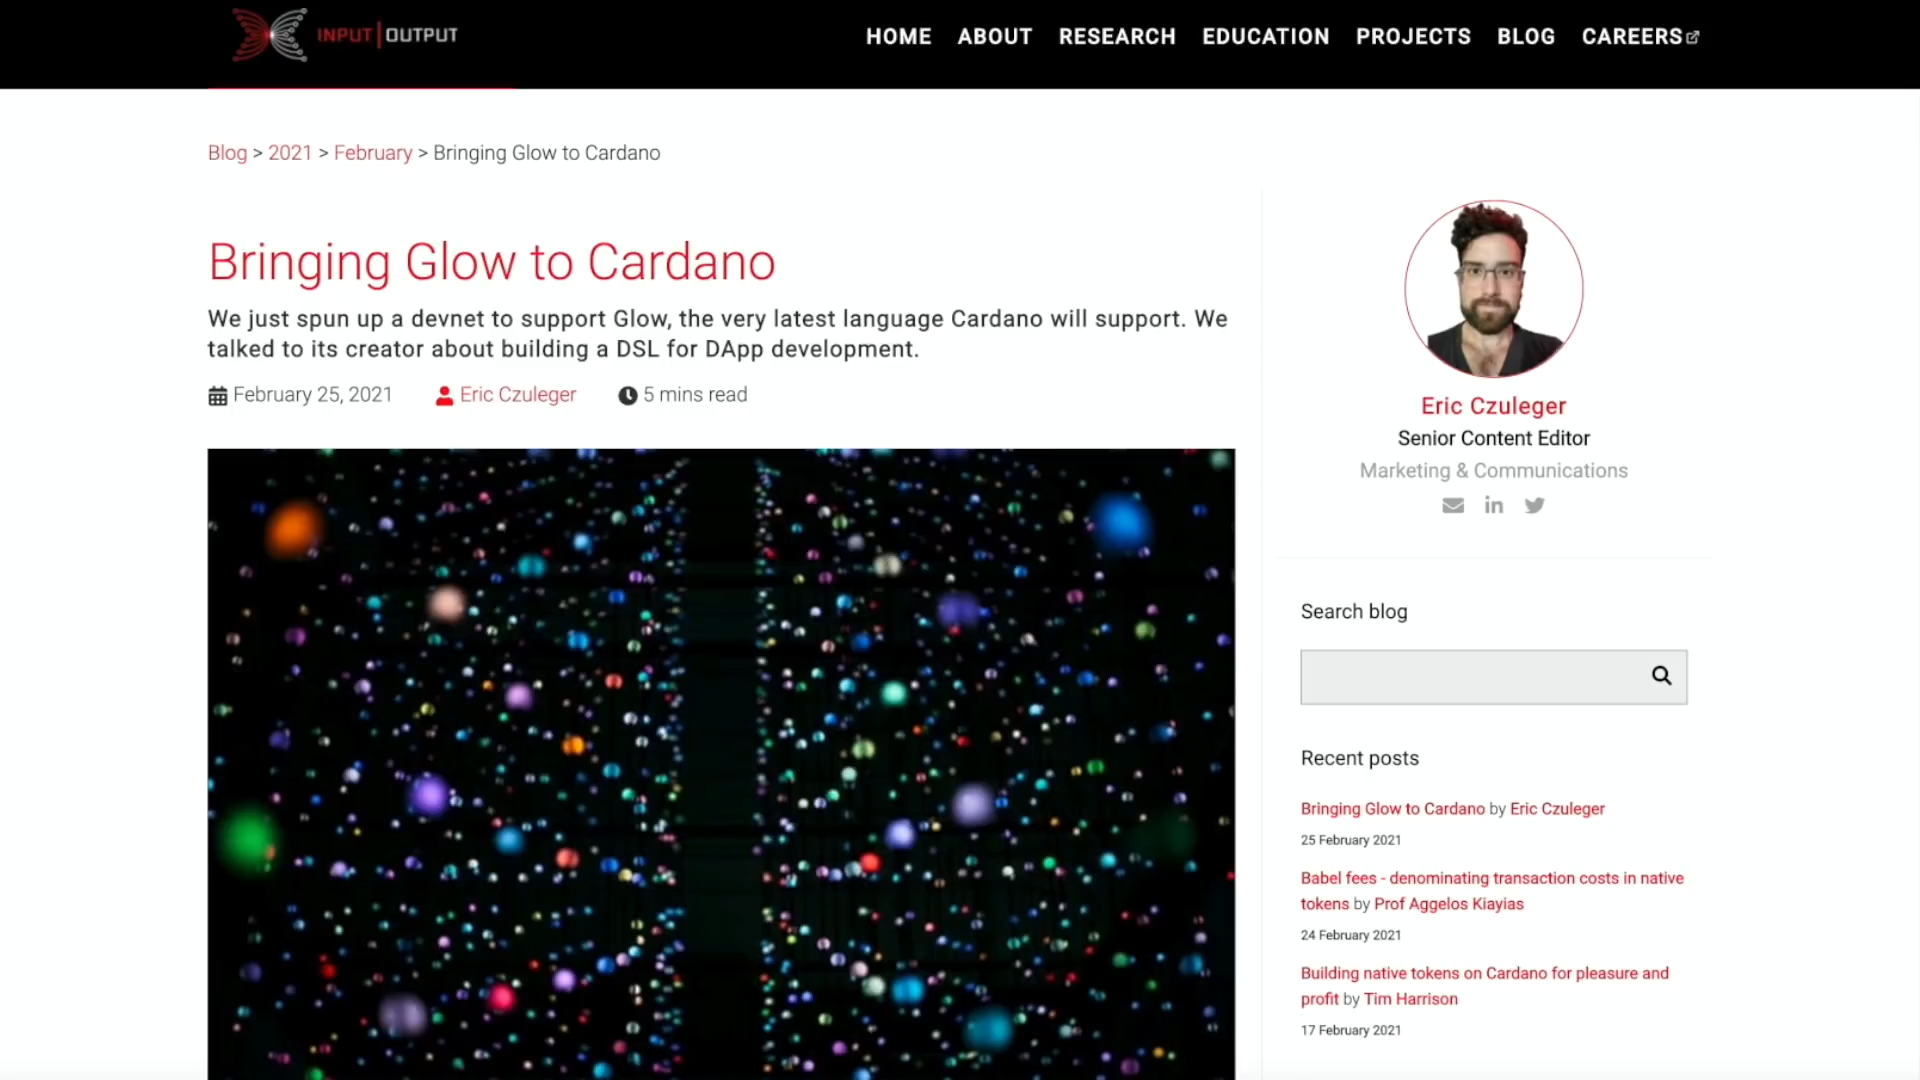 INPUT|OUTPUT
HOME ABOUT RESEARCH EDUCATION PROJECTS BLOG CAREERS
Blog > 2021 > February > Bringing Glow to Cardano
Bringing Glow to Cardano
We just spun up a devnet to support Glow, the very latest language Cardano will support. We
talked to its creator about building a DSL for DApp development.
February 25, 2021 Eric Czuleger 5 mins read
Eric Czuleger
Senior Content Editor
Marketing & Communications
Search blog
Recent posts
Bringing Glow to Cardano by Eric Czuleger
25 February 2021
Babel fees - denominating transaction costs in native
tokens by Prof Aggelos Kiayias
24 February 2021
Building native tokens on Cardano for pleasure and
profit by Tim Harrison
17 February 2021